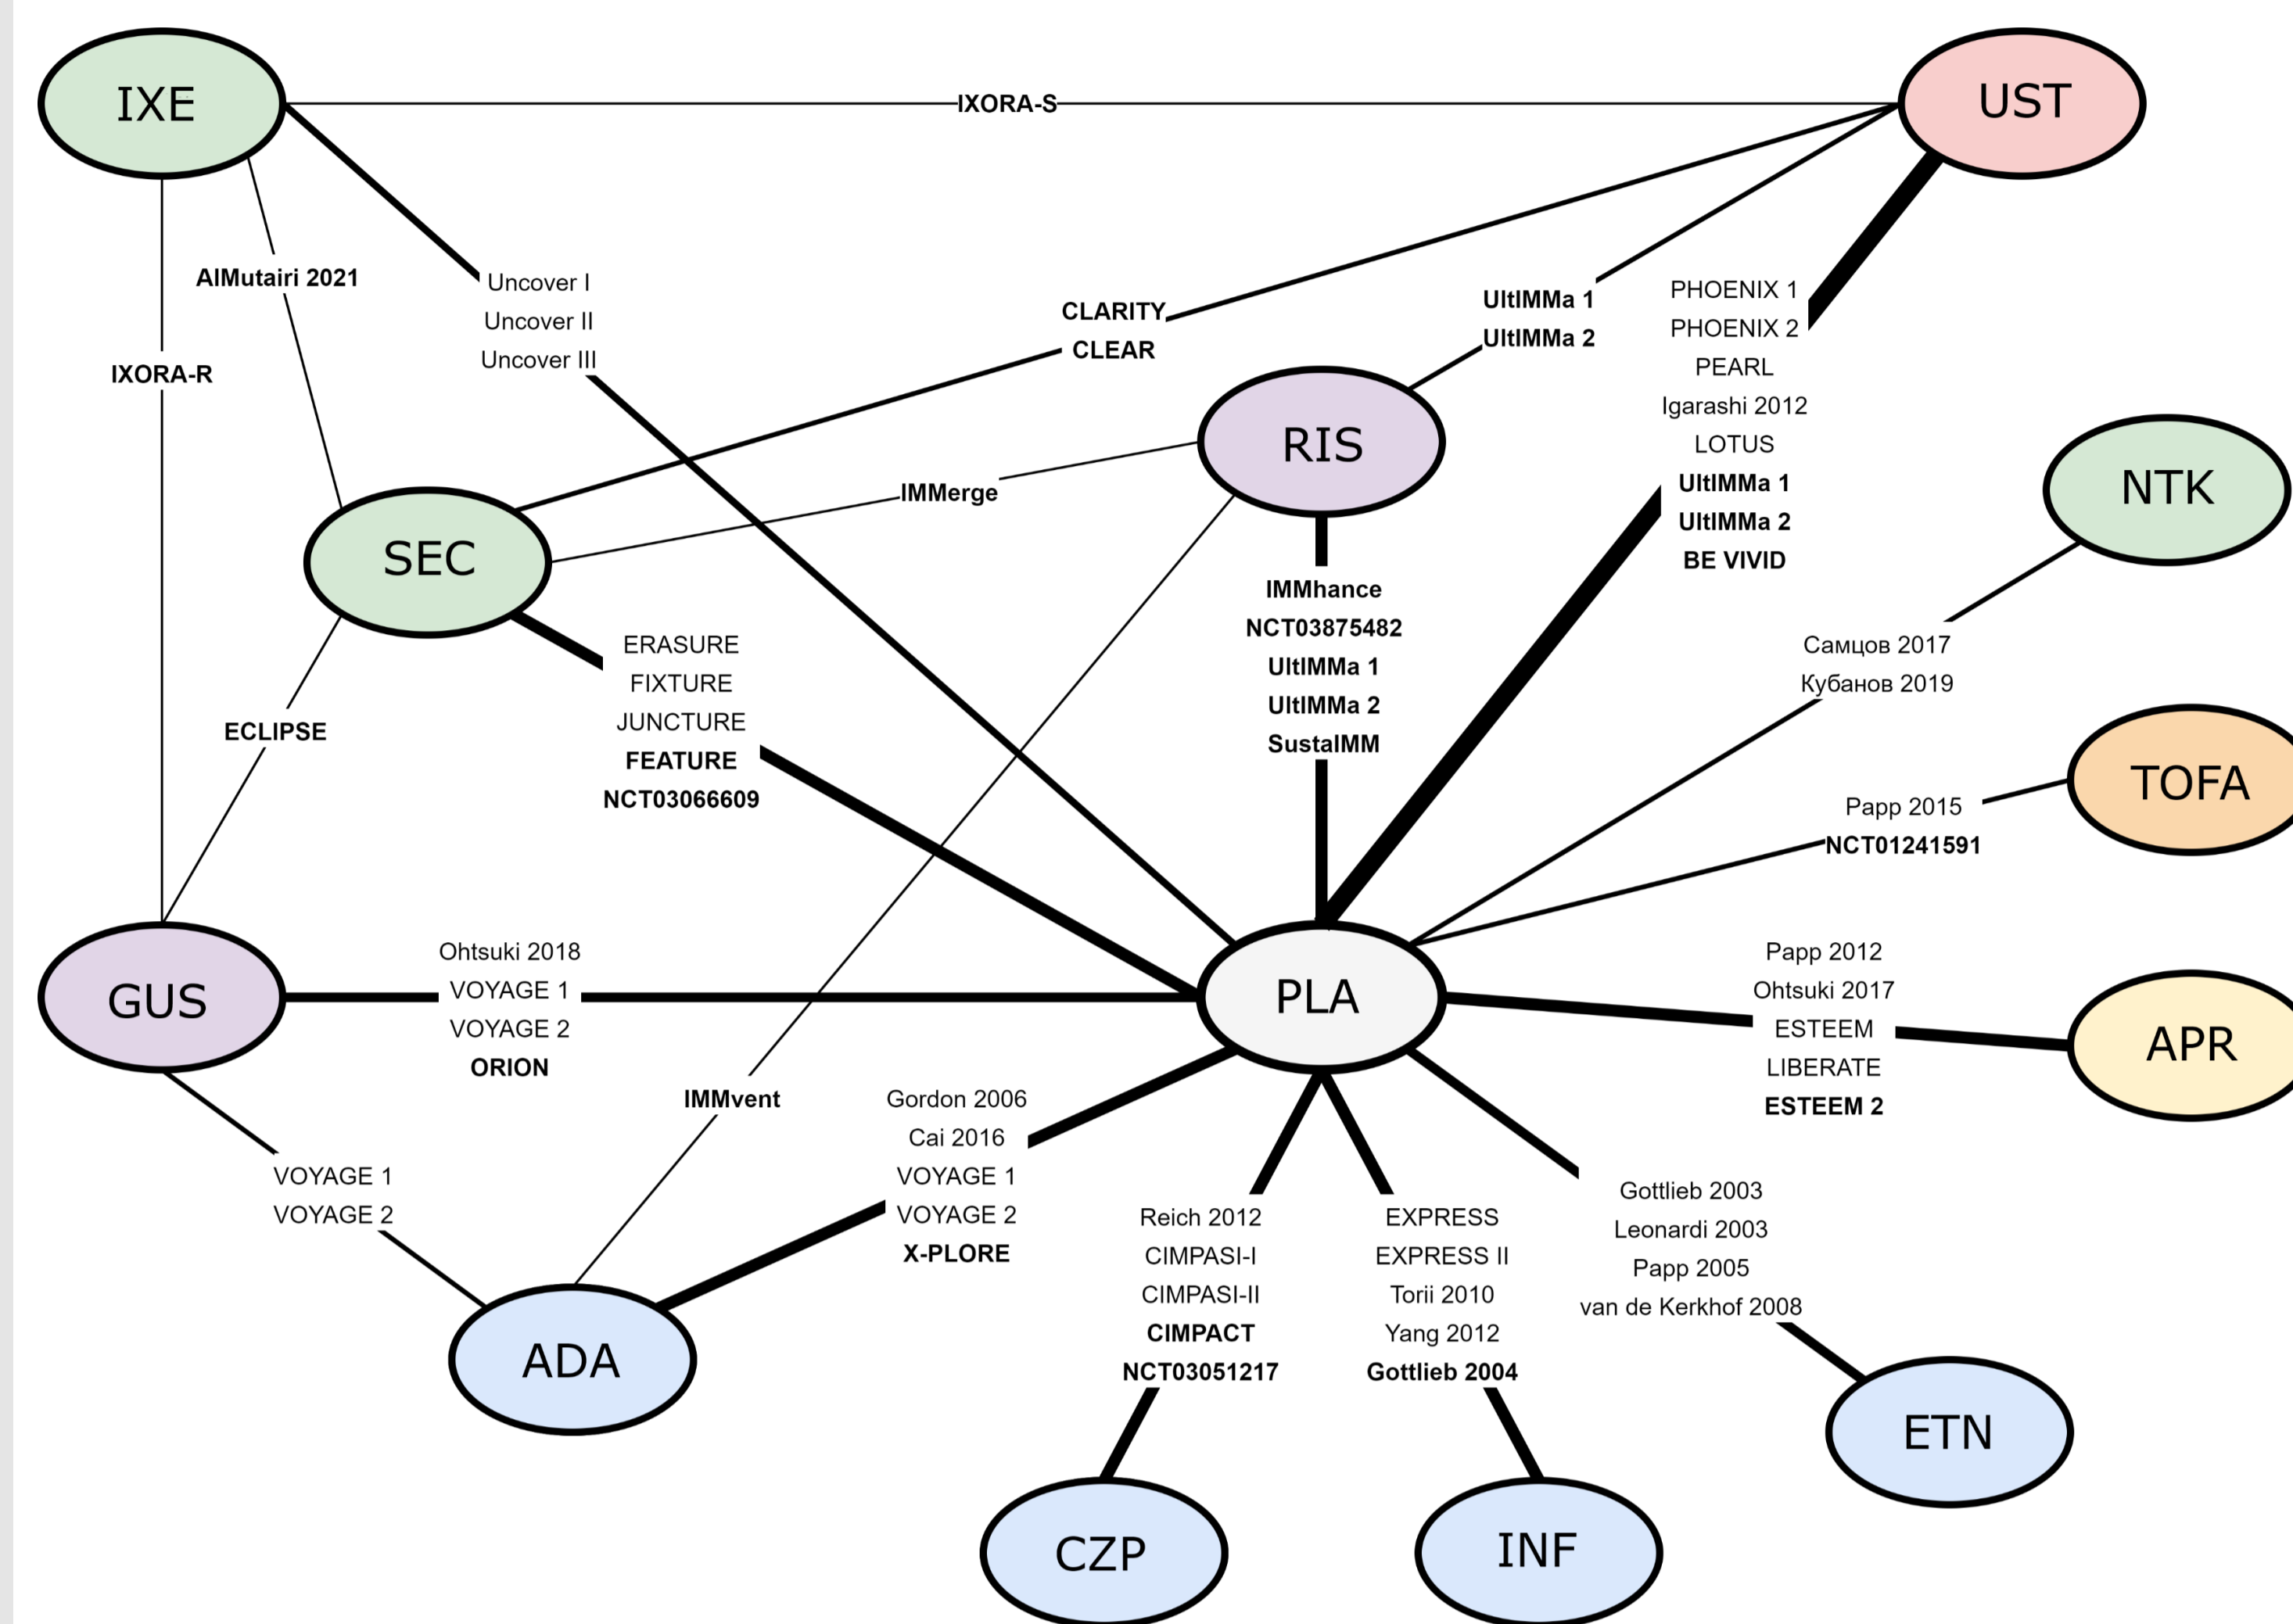 IXE
IXORA-S
UST
AlMutairi 2021
IXORA-R
Uncover I
Uncover II
Uncover III
CLARITY
CLEAR
UltIMMa 1
UltIMMa 2
PHOENIX 1
PHOENIX 2
PEARL
Igarashi 2012
LOTUS
UltIMMa 1
UltIMMa 2
BE VIVID
RIS
NTK
IMMerge
SEC
IMMhance
NCT03875482
UltIMMa 1
UltIMMa 2
SustaIMM
ERASURE
FIXTURE
JUNCTURE
FEATURE
NCT03066609
Самцов 2017
Кубанов 2019
ECLIPSE
TOFA
Papp 2015
NCT01241591
GUS
Ohtsuki 2018
VOYAGE 1
VOYAGE 2
ORION
PLA
Papp 2012
Ohtsuki 2017
ESTEEM
LIBERATE
ESTEEM 2
APR
IMMvent
Gordon 2006
Cai 2016
VOYAGE 1
VOYAGE 2
X-PLORE
VOYAGE 1
VOYAGE 2
Reich 2012
CIMPASI-I
CIMPASI-II
CIMPACT
NCT03051217
EXPRESS
EXPRESS II
Torii 2010
Yang 2012
Gottlieb 2004
Gottlieb 2003
Leonardi 2003
Papp 2005
van de Kerkhof 2008
ADA
ETN
CZP
INF